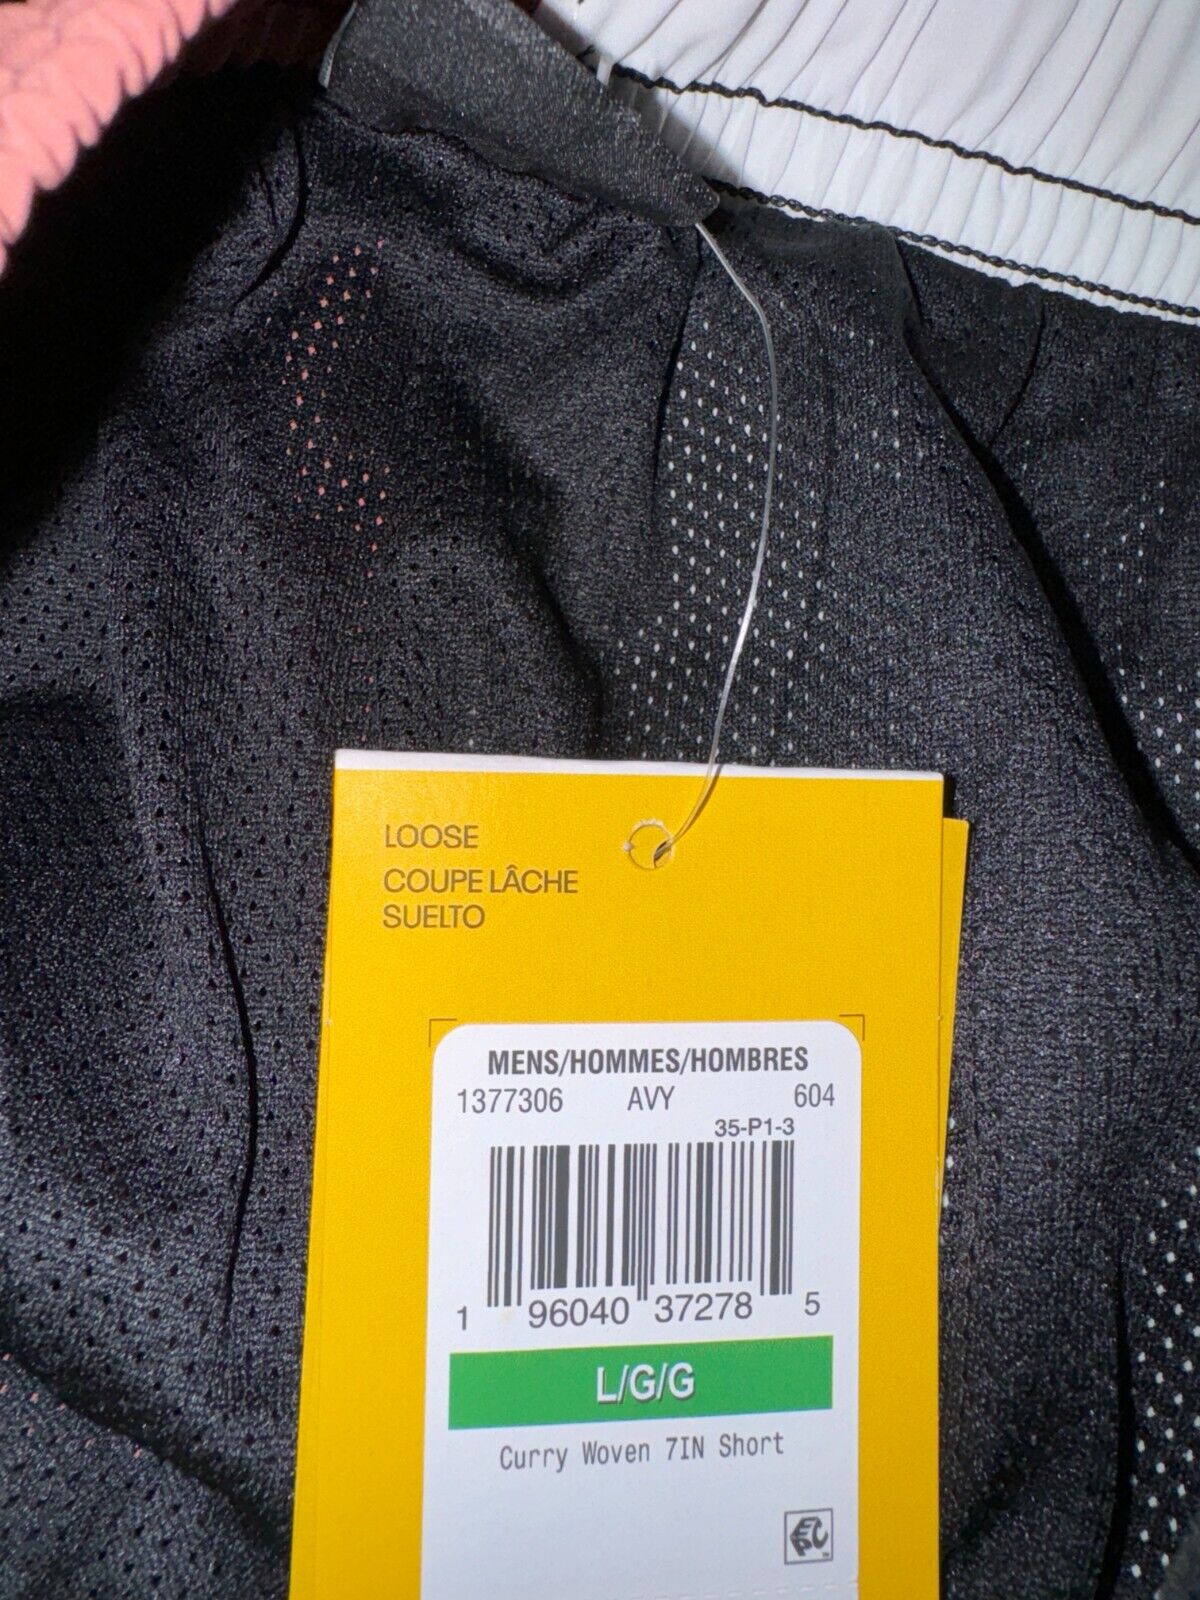 LOOSE
COUPE LÂCHE
SUELTO
MENS/HOMMES/HOMBRES
1377306 AVY 604
35-P1-3
1 96040 37278 5
L/G/G
Curry Woven 7IN Short